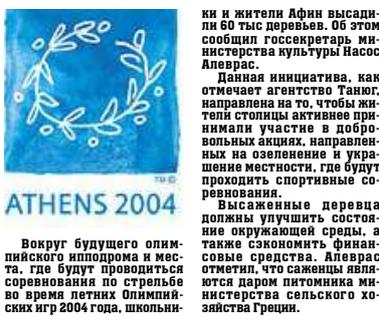 ATHENS 2004
Вокруг будущего олим-
пийского ипподрома и мес-
та, где будут проводиться
соревнования по стрельбе
во время летних Олимпий-
ских игр 2004 года, школьни-
ки и жители Афин высади-
ли 60 тыс деревьев. Об этом
сообщил госсекретарь ми-
нистерства культуры Насос
Алеврас.
Данная инициатива, как
отмечает агентство Танюг,
направлена на то, чтобы жи-
тели столицы активнее при-
нимали участие в добро-
вольных акциях, направлен-
ных на озеленение и укра-
шение местности, где будут
проходить спортивные со-
ревнования.
Высаженные деревца
должны улучшить состоя-
ние окружающей среды, а
также сэкономить финан-
совые средства. Алеврас
отметил, что саженцы явля-
ются даром питомника ми-
нистерства сельского хо-
зяйства Греции.